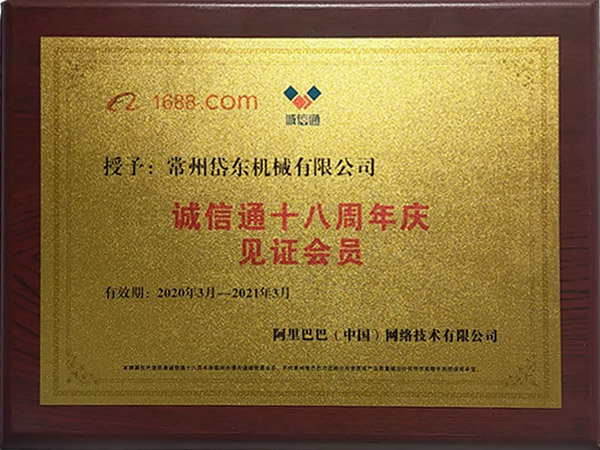 1688.com
诚信通
授予：常州岱东机械有限公司
诚信通十八周年庆
见证会员
有效期：2020年3月—2021年3月
阿里巴巴（中国）网络技术有限公司